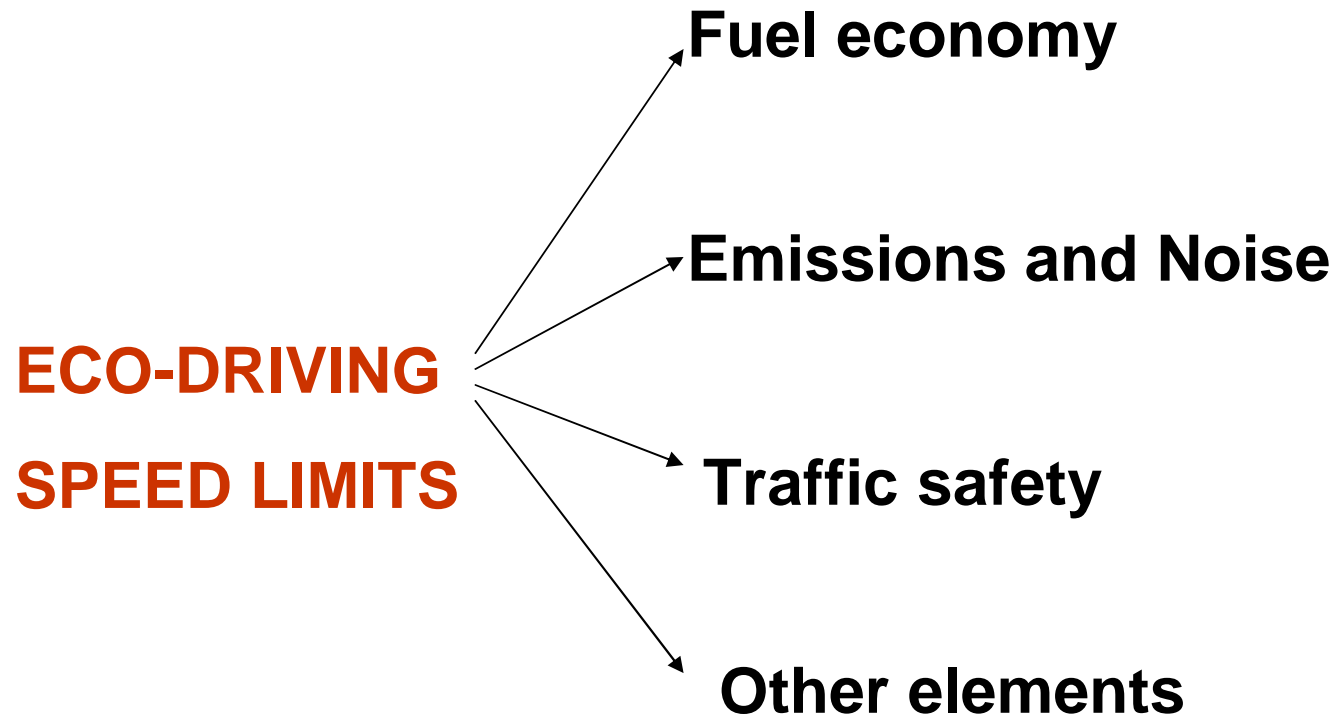 Fuel economy
Emissions and Noise
ECO-DRIVING
SPEED LIMITS
Traffic safety
Other elements